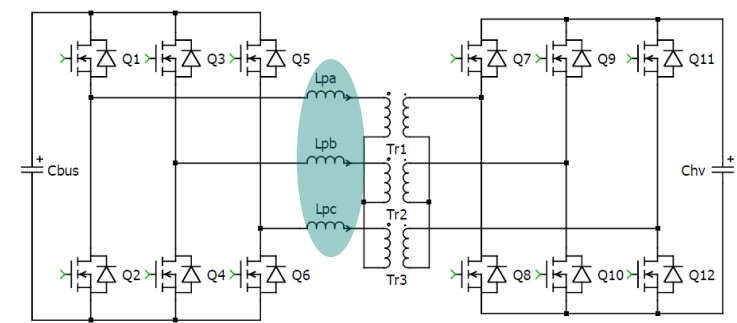 Q1
Q3
Q5
Q7
Q9
Q11
Lpa
Tr1
Lpb
+
Cbus
Chv
+
Lpc
Tr2
Q2
Q4
Q6
Tr3
Q8
Q10
Q12